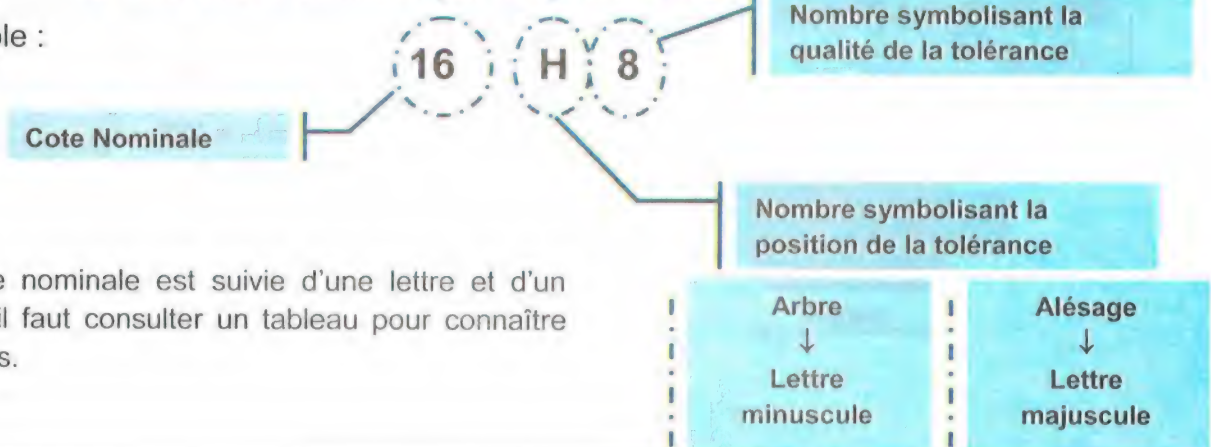 ole :
16 H 8
Nombre symbolisant la
qualité de la tolérance
Cote Nominale
Nombre symbolisant la
position de la tolérance
e nominale est suivie d'une lettre et d'un
il faut consulter un tableau pour connaître
s.
Arbre
↓
Lettre
minuscule
Alésage
↓
Lettre
majuscule